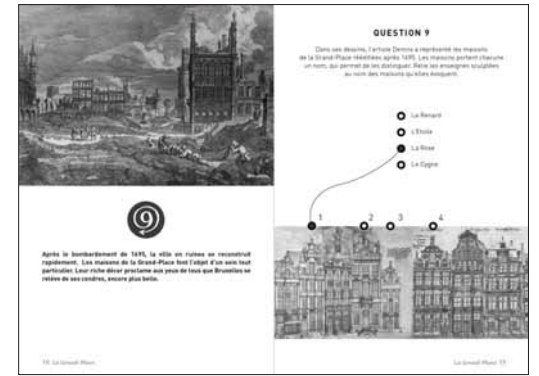 9
Après le bombardement de 1695, la ville en ruines se reconstruit
rapidement. Les maisons de la Grand-Place font l'objet d'un soin tout
particulier. Leur riche décor proclame aux yeux de tous que Bruxelles se
relève de ses cendres, encore plus belle.
QUESTION 9
Dans ses dessins, l'artiste Derons a représenté les maisons
de la Grand-Place réédifiées après 1695. Les maisons portent chacune
un nom, qui permet de les distinguer. Relie les enseignes sculptées
au nom des maisons qu'elles évoquent.
Le Renard
L'Etoile
La Rose
Le Cygne
1 2 3 4